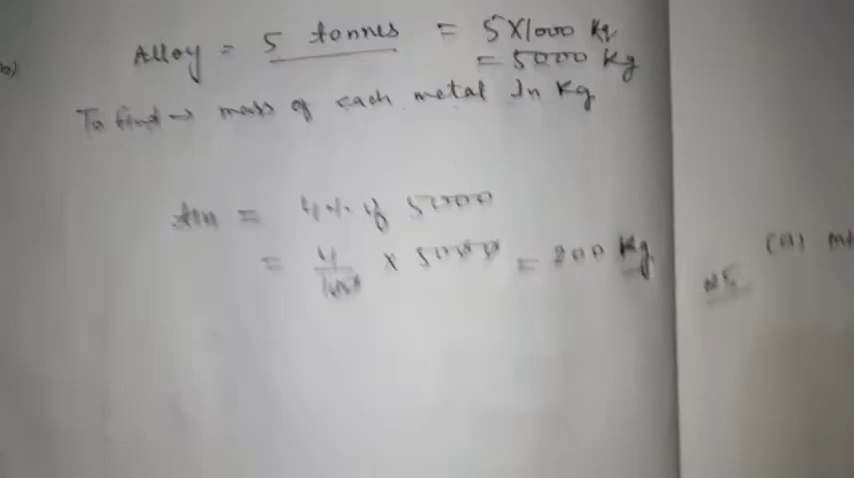 b)
Alloy = 5 tonnes = 5×1000 Kg
= 5000 Kg
To find → mass of each metal In Kg
tin = 4% of 5000
= 4/100 × 5000 = 200 Kg
(a)